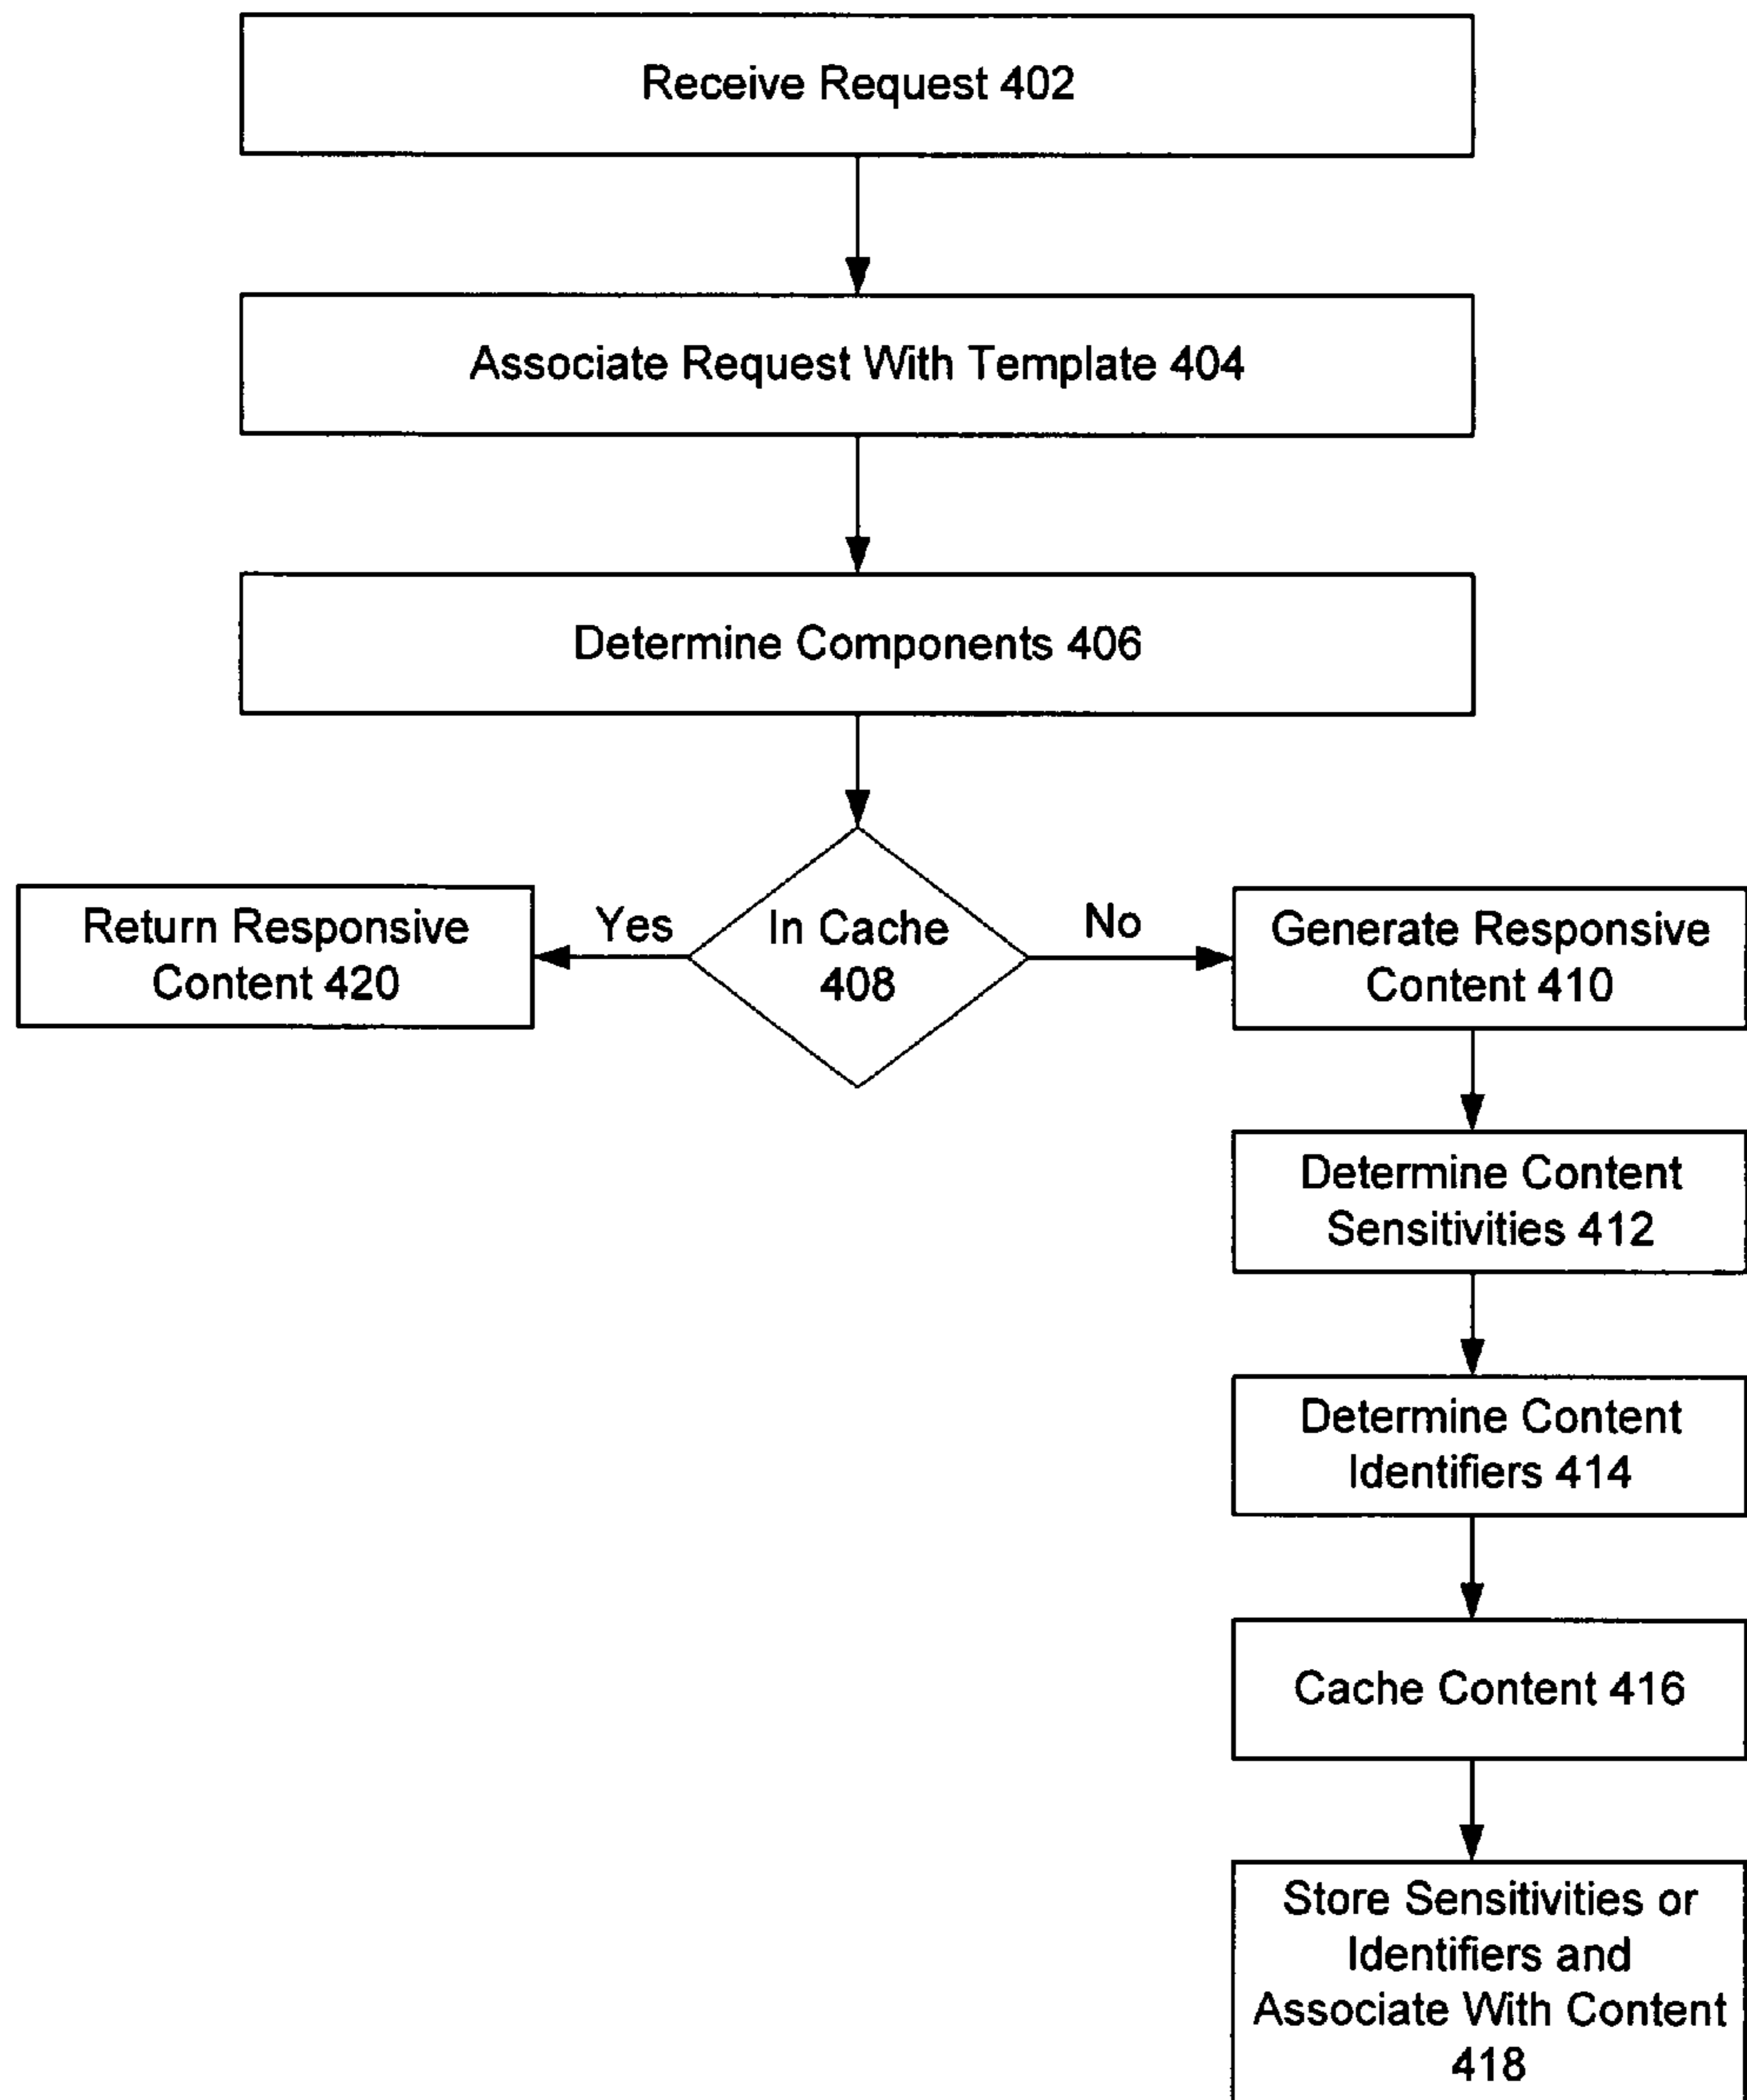 Receive Request 402
Associate Request With Template 404
Determine Components 406
Return Responsive
Content 420
Yes
In Cache
408
No
Generate Responsive
Content 410
Determine Content
Sensitivities 412
Determine Content
Identifiers 414
Cache Content 416
Store Sensitivities or
Identifiers and
Associate With Content
418